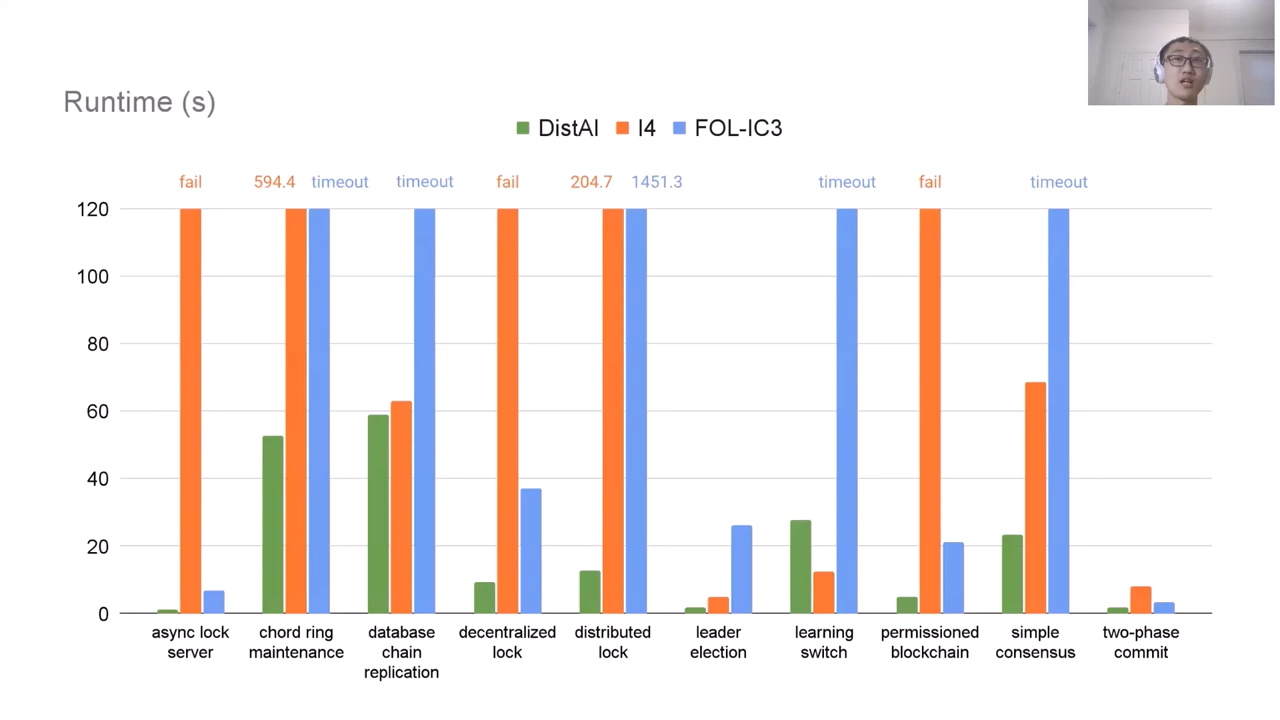 Runtime (s)
DistAI I4 FOL-IC3
fail 594.4 timeout timeout fail 204.7 1451.3 timeout fail timeout
120
100
80
60
40
20
0
async lock server
chord ring maintenance
database chain replication
decentralized lock
distributed lock
leader election
learning switch
permissioned blockchain
simple consensus
two-phase commit